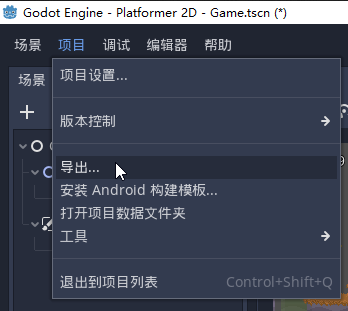 Godot Engine - Platformer 2D - Game.tscn (*)
场景 项目 调试 编辑器 帮助
场景
项目设置...
版本控制
导出...
安装 Android 构建模板...
打开项目数据文件夹
工具
退出到项目列表 Control+Shift+Q